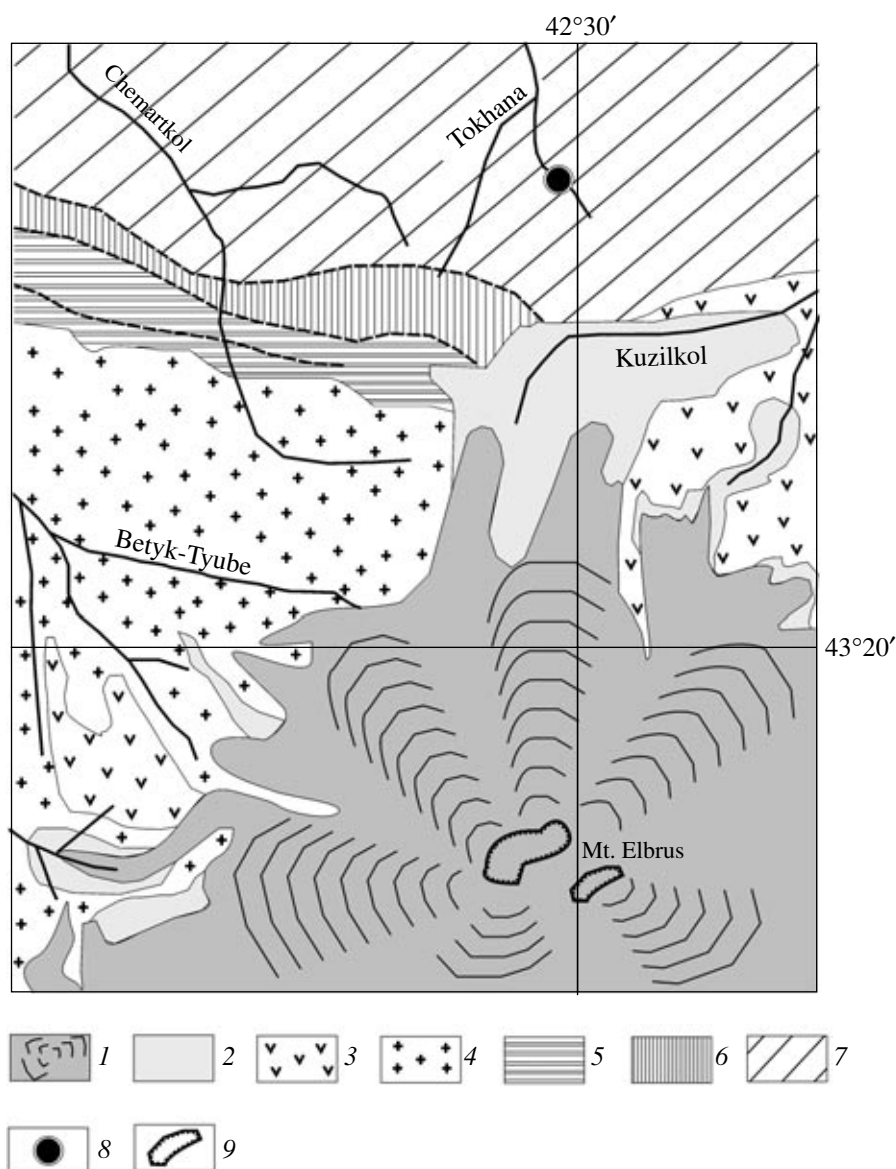 42°30′
Chemartkol
Tokhana
Kuzilkol
Betyk-Tyube
43°20′
Mt. Elbrus
1 2 3 4 5 6 7
8 9